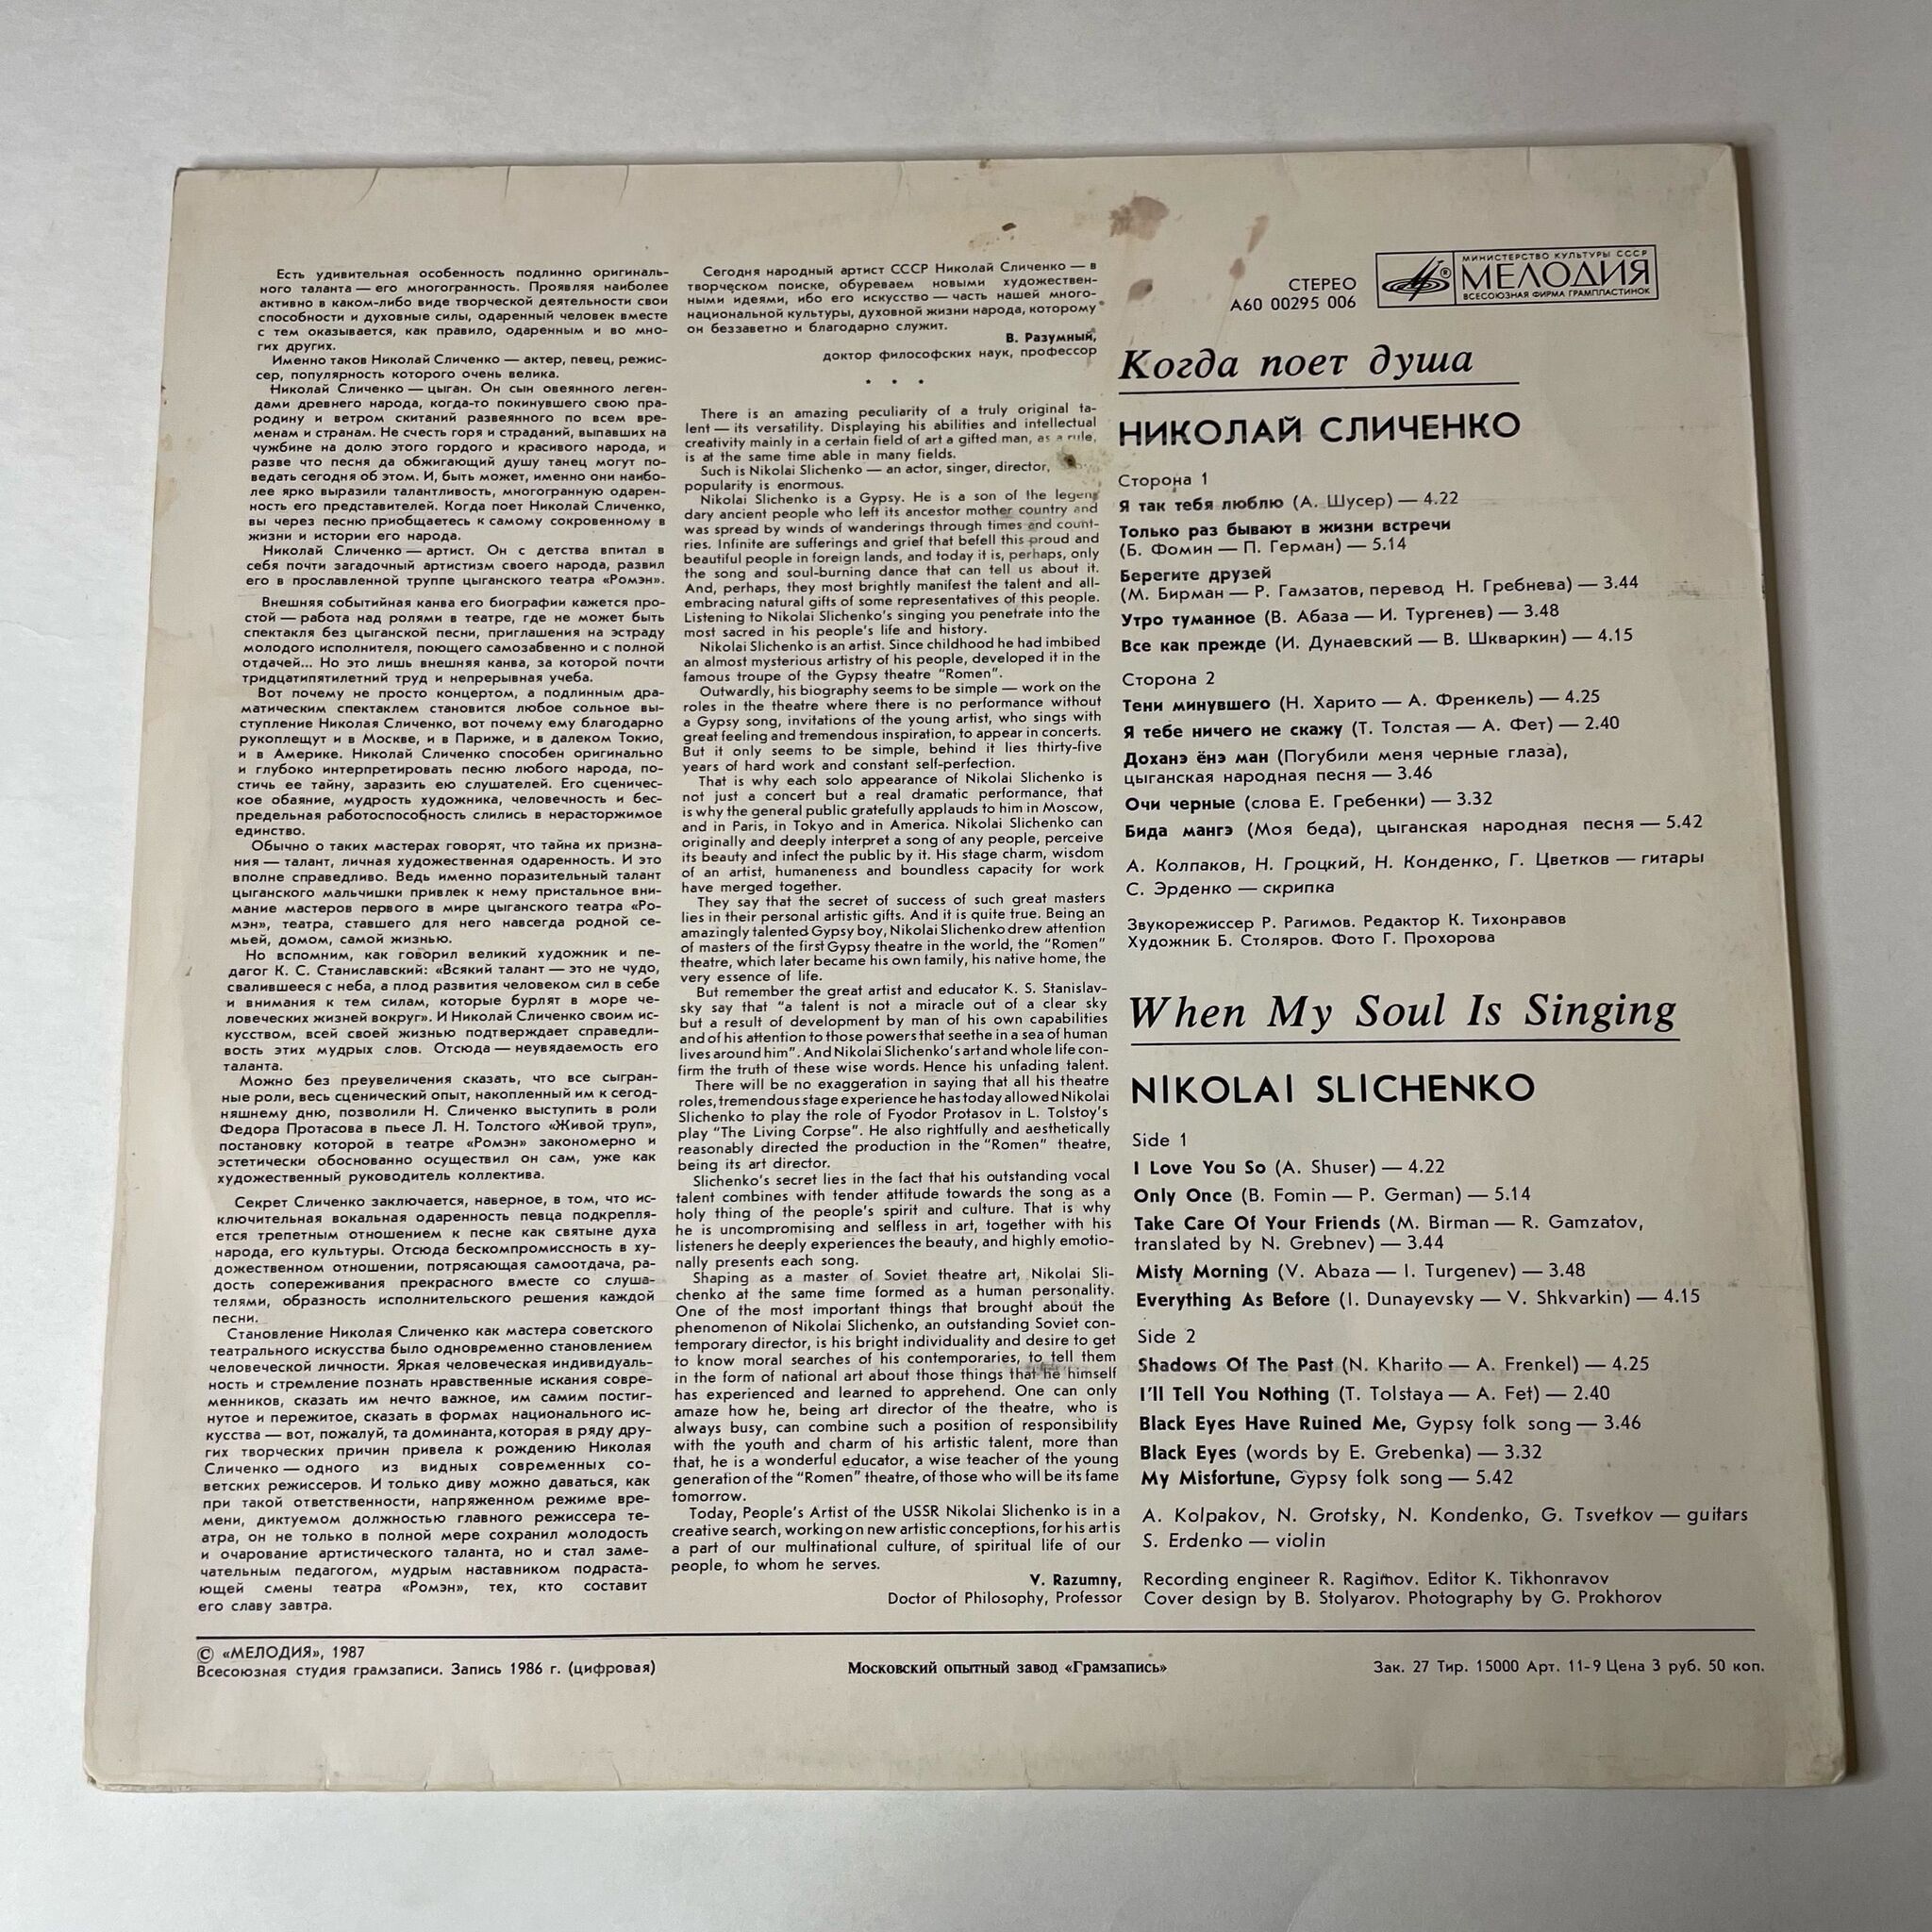 Есть удивительная особенность подлинно оригиналь-
ного таланта — его многогранность. Проявляя наиболее
активно в каком-либо виде творческой деятельности свои
способности и духовные силы, одаренный человек вместе
с тем оказывается, как правило, одаренным и во мно-
гих других.
Именно таков Николай Сличенко — актер, певец, режис-
сер, популярность которого очень велика.
Николай Сличенко — цыган. Он сын овеянного леген-
дами древнего народа, когда-то покинувшего свою пра-
родину и ветром скитаний развеянного по всем вре-
менам и странам. Не счесть горя и страданий, выпавших на
чужбине на долю этого гордого и красивого народа, и
разве что песня да обжигающий душу танец могут по-
ведать сегодня об этом. И, быть может, именно они наибо-
лее ярко выразили талантливость, многогранную одарен-
ность его представителей. Когда поет Николай Сличенко,
вы через песню приобщаетесь к самому сокровенному в
жизни и истории его народа.
Николай Сличенко — артист. Он с детства впитал в
себя почти загадочный артистизм своего народа, развил
его в прославленной труппе цыганского театра «Ромэн».
Внешняя событийная канва его биографии кажется про-
стой — работа над ролями в театре, где не может быть
спектакля без цыганской песни, приглашения на эстраду
молодого исполнителя, поющего самозабвенно и с полной
отдачей... Но это лишь внешняя канва, за которой почти
тридцатипятилетний труд и непрерывная учеба.
Вот почему не просто концертом, а подлинным дра-
матическим спектаклем становится любое сольное вы-
ступление Николая Сличенко, вот почему ему благодарно
рукоплещут и в Москве, и в Париже, и в далеком Токио,
и в Америке. Николай Сличенко способен оригинально
и глубоко интерпретировать песню любого народа, по-
стичь ее тайну, заразить ею слушателей. Его сценичес-
кое обаяние, мудрость художника, человечность и бес-
предельная работоспособность слились в нерасторжимое
единство.
Обычно о таких мастерах говорят, что тайна их призна-
ния — талант, личная художественная одаренность. И это
вполне справедливо. Ведь именно поразительный талант
цыганского мальчишки привлек к нему пристальное вни-
мание мастеров первого в мире цыганского театра «Ро-
мэн», театра, ставшего для него навсегда родной се-
мьей, домом, самой жизнью.
Но вспомним, как говорил великий художник и пе-
дагог К. С. Станиславский: «Всякий талант — это не чудо,
свалившееся с неба, а плод развития человеком сил в себе
и внимания к тем силам, которые бурлят в море че-
ловеческих жизней вокруг». И Николай Сличенко своим ис-
кусством, всей своей жизнью подтверждает справедли-
вость этих мудрых слов. Отсюда — неувядаемость его
таланта.
Можно без преувеличения сказать, что все сыгран-
ные роли, весь сценический опыт, накопленный им к сегод-
няшнему дню, позволили Н. Сличенко выступить в роли
Федора Протасова в пьесе Л. Н. Толстого «Живой труп»,
постановку которой в театре «Ромэн» закономерно и
эстетически обоснованно осуществил он сам, уже как
художественный руководитель коллектива.
Секрет Сличенко заключается, наверное, в том, что ис-
ключительная вокальная одаренность певца подкрепля-
ется трепетным отношением к песне как святыне духа
народа, его культуры. Отсюда бескомпромиссность в ху-
дожественном отношении, потрясающая самоотдача, ра-
дость сопереживания прекрасного вместе со слуша-
телями, образность исполнительского решения каждой
песни.
Становление Николая Сличенко как мастера советского
театрального искусства было одновременно становлением
человеческой личности. Яркая человеческая индивидуаль-
ность и стремление познать нравственные искания совре-
менников, сказать им нечто важное, им самим постиг-
нутое и пережитое, сказать в формах национального ис-
кусства — вот, пожалуй, та доминанта, которая в ряду дру-
гих творческих причин привела к рождению Николая
Сличенко — одного из видных современных со-
ветских режиссеров. И только диву можно даваться, как
при такой ответственности, напряженном режиме вре-
мени, диктуемом должностью главного режиссера те-
атра, он не только в полной мере сохранил молодость
и очарование артистического таланта, но и стал заме-
чательным педагогом, мудрым наставником подраста-
ющей смены театра «Ромэн», тех, кто составит
его славу завтра.
Сегодня народный артист СССР Николай Сличенко — в
творческом поиске, обуреваем новыми художествен-
ными идеями, ибо его искусство — часть нашей много-
национальной культуры, духовной жизни народа, которому
он беззаветно и благодарно служит.
В. Разумный,
доктор философских наук, профессор
• • •
There is an amazing peculiarity of a truly original ta-
lent — its versatility. Displaying his abilities and intellectual
creativity mainly in a certain field of art a gifted man, as a rule,
is at the same time able in many fields.
Such is Nikolai Slichenko — an actor, singer, director,
popularity is enormous.
Nikolai Slichenko is a Gypsy. He is a son of the legen-
dary ancient people who left its ancestor mother country and
was spread by winds of wanderings through times and count-
ries. Infinite are sufferings and grief that befell this proud and
beautiful people in foreign lands, and today it is, perhaps, only
the song and soul-burning dance that can tell us about it.
And, perhaps, they most brightly manifest the talent and all-
embracing natural gifts of some representatives of this people.
Listening to Nikolai Slichenko's singing you penetrate into the
most sacred in his people's life and history.
Nikolai Slichenko is an artist. Since childhood he had imbibed
an almost mysterious artistry of his people, developed it in the
famous troupe of the Gypsy theatre "Romen".
Outwardly, his biography seems to be simple — work on the
roles in the theatre where there is no performance without
a Gypsy song, invitations of the young artist, who sings with
great feeling and tremendous inspiration, to appear in concerts.
But it only seems to be simple, behind it lies thirty-five
years of hard work and constant self-perfection.
That is why each solo appearance of Nikolai Slichenko is
not just a concert but a real dramatic performance, that
is why the general public gratefully applauds to him in Moscow,
and in Paris, in Tokyo and in America. Nikolai Slichenko can
originally and deeply interpret a song of any people, perceive
its beauty and infect the public by it. His stage charm, wisdom
of an artist, humaneness and boundless capacity for work
have merged together.
They say that the secret of success of such great masters
lies in their personal artistic gifts. And it is quite true. Being an
amazingly talented Gypsy boy, Nikolai Slichenko drew attention
of masters of the first Gypsy theatre in the world, the "Romen"
theatre, which later became his own family, his native home, the
very essence of life.
But remember the great artist and educator K. S. Stanislav-
sky say that "a talent is not a miracle out of a clear sky
but a result of development by man of his own capabilities
and of his attention to those powers that seethe in a sea of human
lives around him". And Nikolai Slichenko's art and whole life con-
firm the truth of these wise words. Hence his unfading talent.
There will be no exaggeration in saying that all his theatre
roles, tremendous stage experience he has today allowed Nikolai
Slichenko to play the role of Fyodor Protasov in L. Tolstoy's
play "The Living Corpse". He also rightfully and aesthetically
reasonably directed the production in the "Romen" theatre,
being its art director.
Slichenko's secret lies in the fact that his outstanding vocal
talent combines with tender attitude towards the song as a
holy thing of the people's spirit and culture. That is why
he is uncompromising and selfless in art, together with his
listeners he deeply experiences the beauty, and highly emotio-
nally presents each song.
Shaping as a master of Soviet theatre art, Nikolai Sli-
chenko at the same time formed as a human personality.
One of the most important things that brought about the
phenomenon of Nikolai Slichenko, an outstanding Soviet con-
temporary director, is his bright individuality and desire to get
to know moral searches of his contemporaries, to tell them
in the form of national art about those things that he himself
has experienced and learned to apprehend. One can only
amaze how he, being art director of the theatre, who is
always busy, can combine such a position of responsibility
with the youth and charm of his artistic talent, more than
that, he is a wonderful educator, a wise teacher of the young
generation of the "Romen" theatre, of those who will be its fame
tomorrow.
Today, People's Artist of the USSR Nikolai Slichenko is in a
creative search, working on new artistic conceptions, for his art is
a part of our multinational culture, of spiritual life of our
people, to whom he serves.
V. Razumny,
Doctor of Philosophy, Professor
СТЕРЕО
А60 00295 006
МИНИСТЕРСТВО КУЛЬТУРЫ СССР
МЕЛОДИЯ
ВСЕСОЮЗНАЯ ФИРМА ГРАМПЛАСТИНОК
®
Когда поет душа
НИКОЛАЙ СЛИЧЕНКО
Сторона 1
Я так тебя люблю (А. Шусер) — 4.22
Только раз бывают в жизни встречи
(Б. Фомин — П. Герман) — 5.14
Берегите друзей
(М. Бирман — Р. Гамзатов, перевод Н. Гребнева) — 3.44
Утро туманное (В. Абаза — И. Тургенев) — 3.48
Все как прежде (И. Дунаевский — В. Шкваркин) — 4.15
Сторона 2
Тени минувшего (Н. Харито — А. Френкель) — 4.25
Я тебе ничего не скажу (Т. Толстая — А. Фет) — 2.40
Доханэ ёнэ ман (Погубили меня черные глаза),
цыганская народная песня — 3.46
Очи черные (слова Е. Гребенки) — 3.32
Бида мангэ (Моя беда), цыганская народная песня — 5.42
А. Колпаков, Н. Гроцкий, Н. Конденко, Г. Цветков — гитары
С. Эрденко — скрипка
Звукорежиссер Р. Рагимов. Редактор К. Тихонравов
Художник Б. Столяров. Фото Г. Прохорова
When My Soul Is Singing
NIKOLAI SLICHENKO
Side 1
I Love You So (A. Shuser) — 4.22
Only Once (B. Fomin — P. German) — 5.14
Take Care Of Your Friends (M. Birman — R. Gamzatov,
translated by N. Grebnev) — 3.44
Misty Morning (V. Abaza — I. Turgenev) — 3.48
Everything As Before (I. Dunayevsky — V. Shkvarkin) — 4.15
Side 2
Shadows Of The Past (N. Kharito — A. Frenkel) — 4.25
I'll Tell You Nothing (T. Tolstaya — A. Fet) — 2.40
Black Eyes Have Ruined Me, Gypsy folk song — 3.46
Black Eyes (words by E. Grebenka) — 3.32
My Misfortune, Gypsy folk song — 5.42
A. Kolpakov, N. Grotsky, N. Kondenko, G. Tsvetkov — guitars
S. Erdenko — violin
Recording engineer R. Ragimov. Editor K. Tikhonravov
Cover design by B. Stolyarov. Photography by G. Prokhorov
© «МЕЛОДИЯ», 1987
Всесоюзная студия грамзаписи. Запись 1986 г. (цифровая)
Московский опытный завод «Грамзапись»
Зак. 27 Тир. 15000 Арт. 11-9 Цена 3 руб. 50 коп.